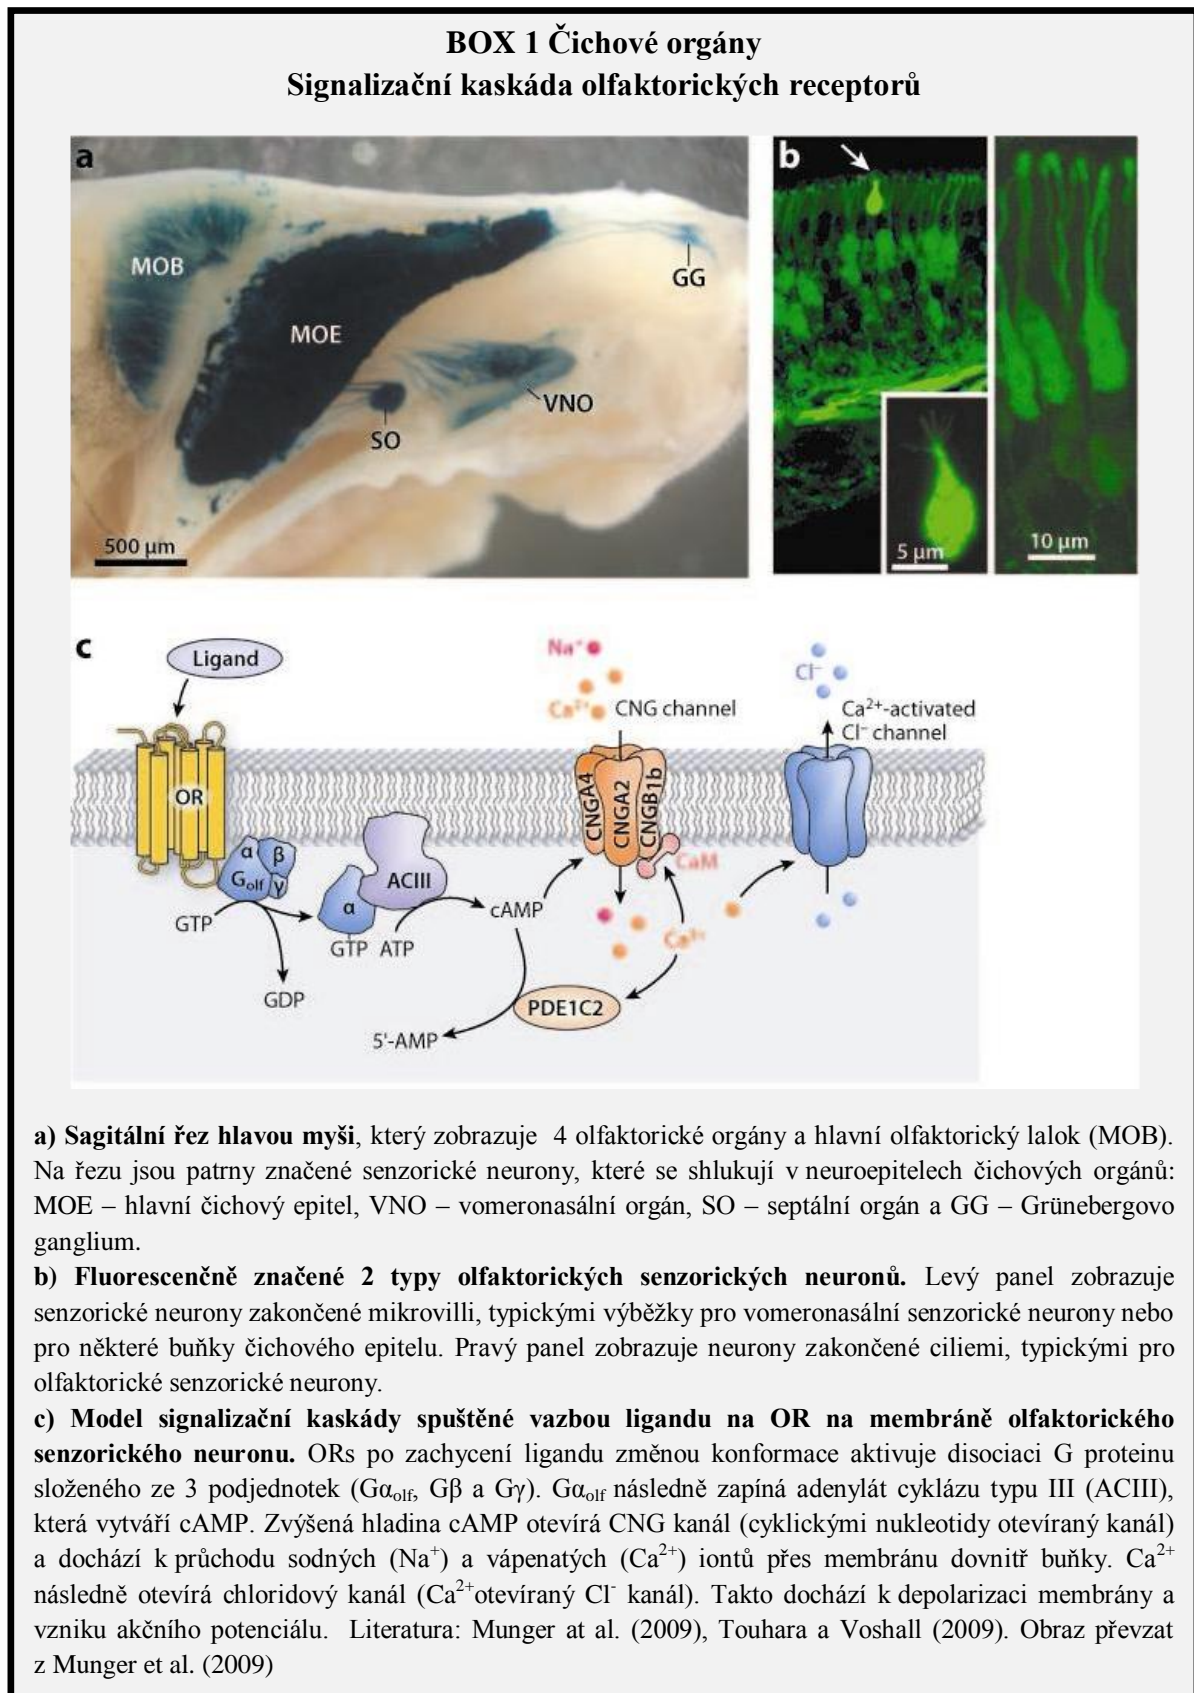 BOX 1 Čichové orgány
Signalizační kaskáda olfaktorických receptorů
a
MOB
MOE
GG
VNO
SO
500 µm
b
5 µm
10 µm
c
Ligand
Na⁺
Ca²⁺
CNG channel
Cl⁻
Ca²⁺-activated
Cl⁻ channel
OR
CNGA4
CNGA2
CNGB1b
α
β
Golf
γ
ACIII
α
CaM
GTP
GTP
ATP
cAMP
Ca²⁺
GDP
PDE1C2
5'-AMP
a) Sagitální řez hlavou myši, který zobrazuje 4 olfaktorické orgány a hlavní olfaktorický lalok (MOB).
Na řezu jsou patrny značené senzorické neurony, které se shlukují v neuroepitelech čichových orgánů:
MOE – hlavní čichový epitel, VNO – vomeronasální orgán, SO – septální orgán a GG – Grünebergovo
ganglium.
b) Fluorescenčně značené 2 typy olfaktorických senzorických neuronů. Levý panel zobrazuje
senzorické neurony zakončené mikrovilli, typickými výběžky pro vomeronasální senzorické neurony nebo
pro některé buňky čichového epitelu. Pravý panel zobrazuje neurony zakončené ciliemi, typickými pro
olfaktorické senzorické neurony.
c) Model signalizační kaskády spuštěné vazbou ligandu na OR na membráně olfaktorického
senzorického neuronu. ORs po zachycení ligandu změnou konformace aktivuje disociaci G proteinu
složeného ze 3 podjednotek (Gαolf, Gβ a Gγ). Gαolf následně zapíná adenylát cyklázu typu III (ACIII),
která vytváří cAMP. Zvýšená hladina cAMP otevírá CNG kanál (cyklickými nukleotidy otevíraný kanál)
a dochází k průchodu sodných (Na⁺) a vápenatých (Ca²⁺) iontů přes membránu dovnitř buňky. Ca²⁺
následně otevírá chloridový kanál (Ca²⁺otevíraný Cl⁻ kanál). Takto dochází k depolarizaci membrány a
vzniku akčního potenciálu. Literatura: Munger at al. (2009), Touhara a Voshall (2009). Obraz převzat
z Munger et al. (2009)